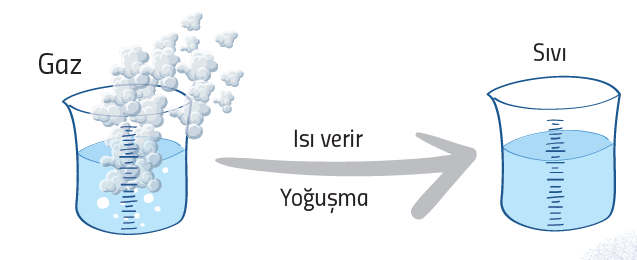 Gaz
Sıvı
Isı verir
Yoğuşma